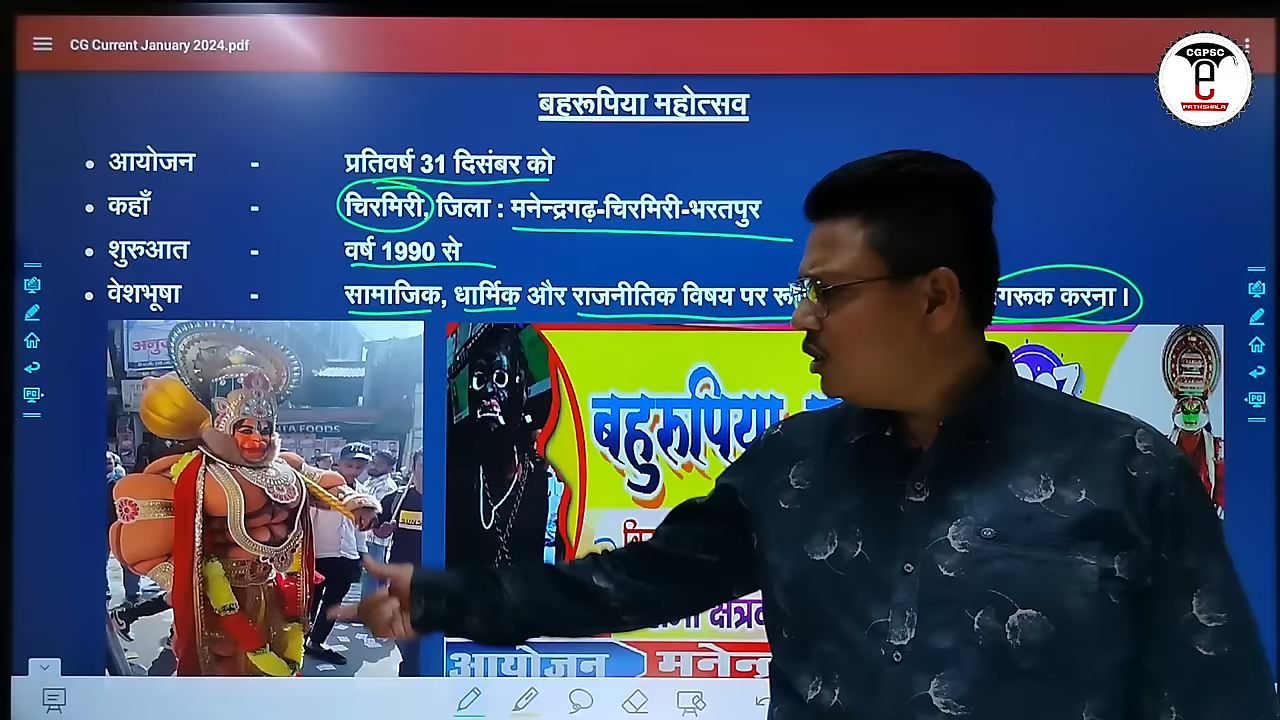 CG Current January 2024.pdf
CGPSC
e
PATHSHALA
बहरूपिया महोत्सव
• आयोजन - प्रतिवर्ष 31 दिसंबर को
• कहाँ - चिरमिरी, जिला : मनेन्द्रगढ़-चिरमिरी-भरतपुर
• शुरुआत - वर्ष 1990 से
• वेशभूषा - सामाजिक, धार्मिक और राजनीतिक विषय पर करना ।
बहुरूपिया
आयोजन